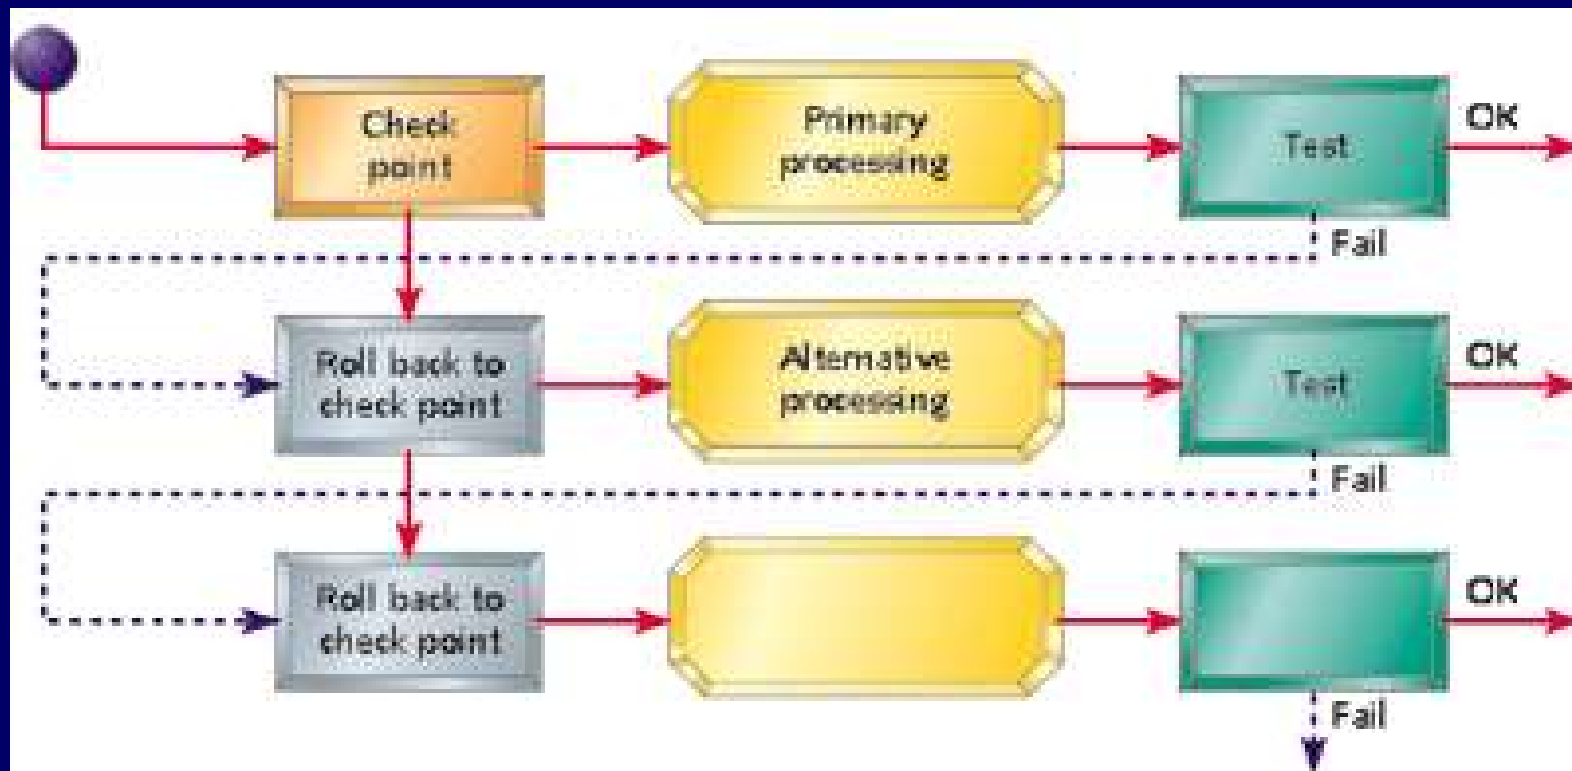 Check
point
Primary
processing
Test
OK
Fail
Roll back to
check point
Alternative
processing
Test
OK
Fail
Roll back to
check point
OK
Fail